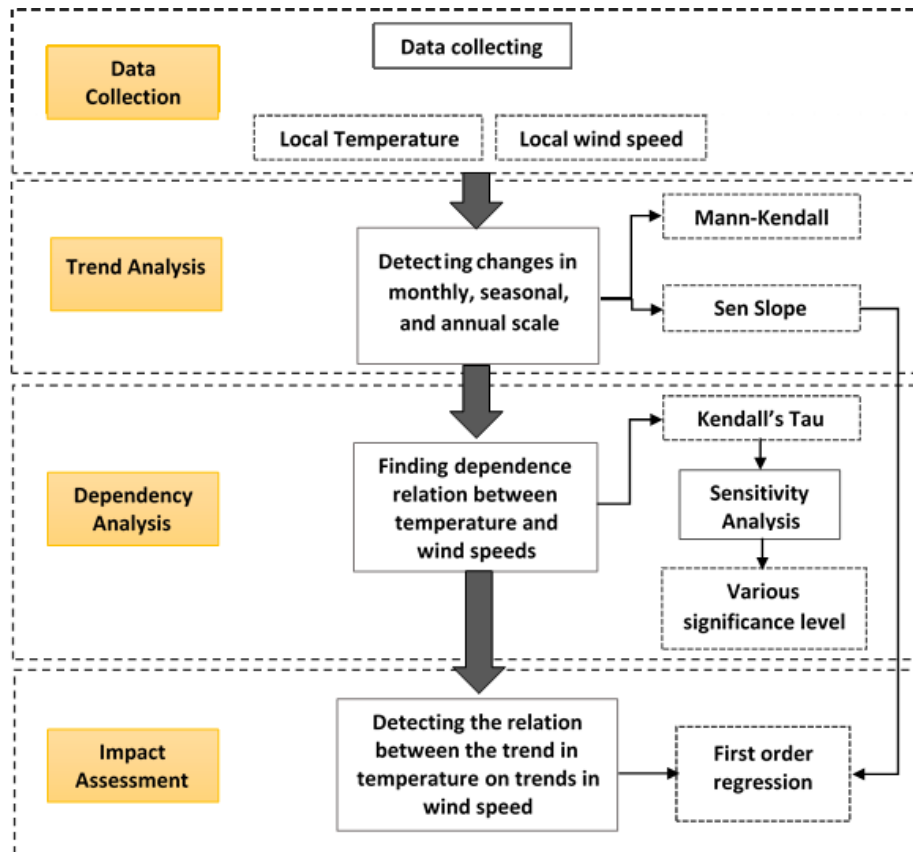 Data
Collection
Data collecting
Local Temperature
Local wind speed
Trend Analysis
Detecting changes in
monthly, seasonal,
and annual scale
Mann-Kendall
Sen Slope
Dependency
Analysis
Finding dependence
relation between
temperature and
wind speeds
Kendall's Tau
Sensitivity
Analysis
Various
significance level
Impact
Assessment
Detecting the relation
between the trend in
temperature on trends in
wind speed
First order
regression